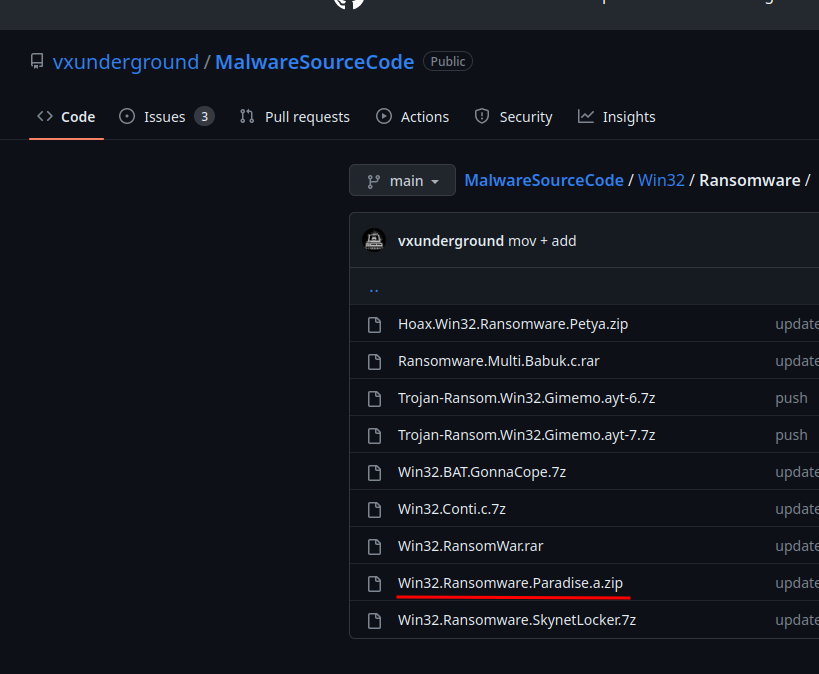 vxunderground / MalwareSourceCode Public
Code Issues 3 Pull requests Actions Security Insights
main MalwareSourceCode / Win32 / Ransomware /
vxunderground mov + add
..
Hoax.Win32.Ransomware.Petya.zip update
Ransomware.Multi.Babuk.c.rar update
Trojan-Ransom.Win32.Gimemo.ayt-6.7z push
Trojan-Ransom.Win32.Gimemo.ayt-7.7z push
Win32.BAT.GonnaCope.7z update
Win32.Conti.c.7z update
Win32.RansomWar.rar update
Win32.Ransomware.Paradise.a.zip update
Win32.Ransomware.SkynetLocker.7z update